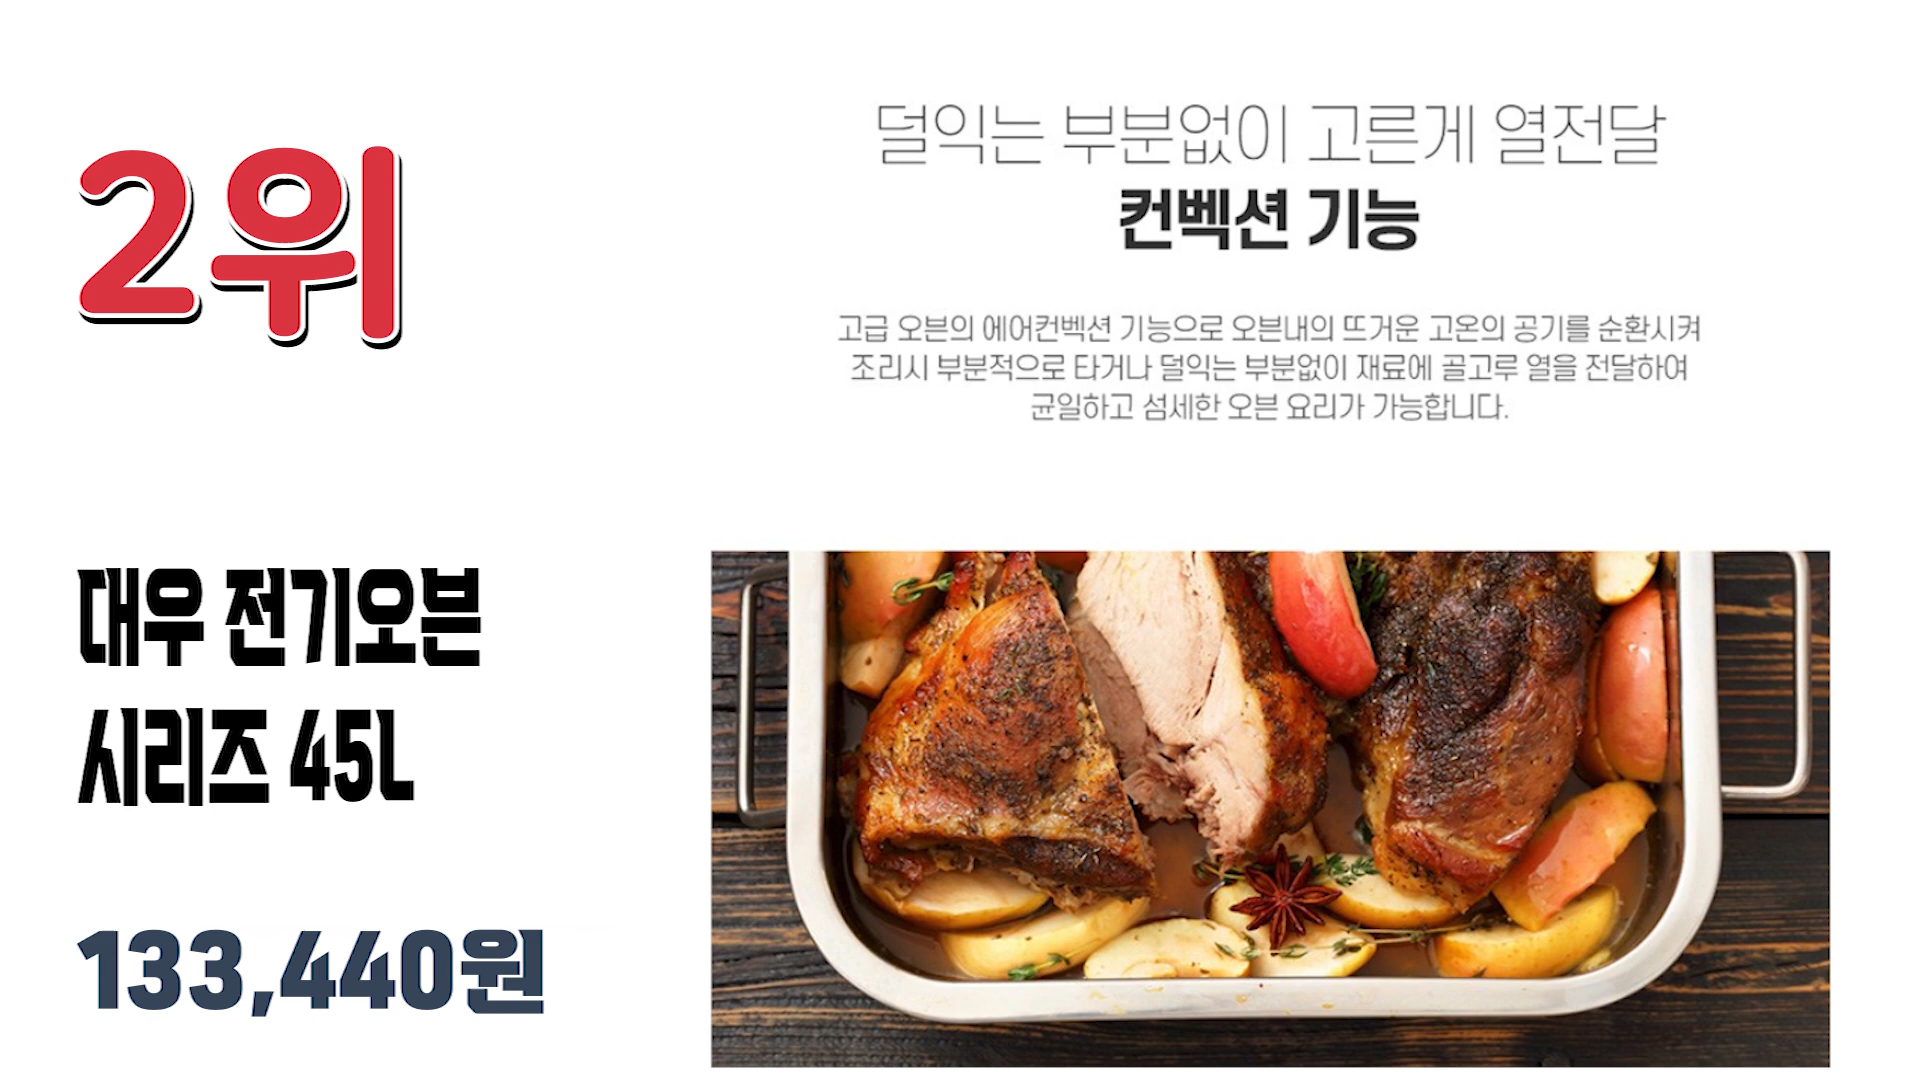 2위
덜익는 부분없이 고른게 열전달
컨벡션 기능
고급 오븐의 에어컨벡션 기능으로 오븐내의 뜨거운 고온의 공기를 순환시켜
조리시 부분적으로 타거나 덜익는 부분없이 재료에 골고루 열을 전달하여
균일하고 섬세한 오븐 요리가 가능합니다.
대우 전기오븐
시리즈 45L
133,440원